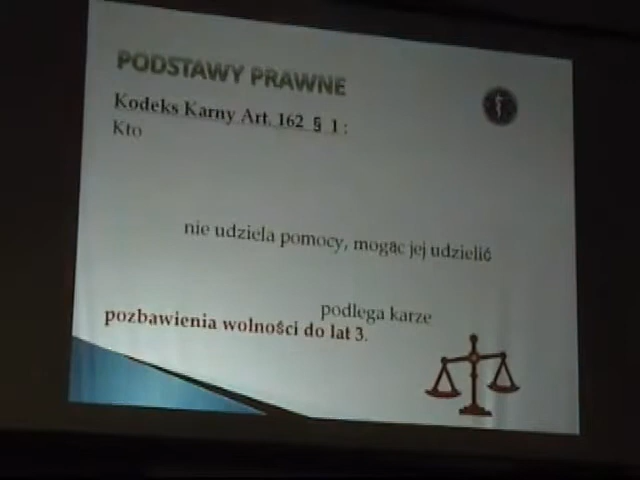 PODSTAWY PRAWNE
Kodeks Karny Art. 162 § 1 :
Kto
nie udziela pomocy, mogąc jej udzielić
podlega karze
pozbawienia wolności do lat 3.